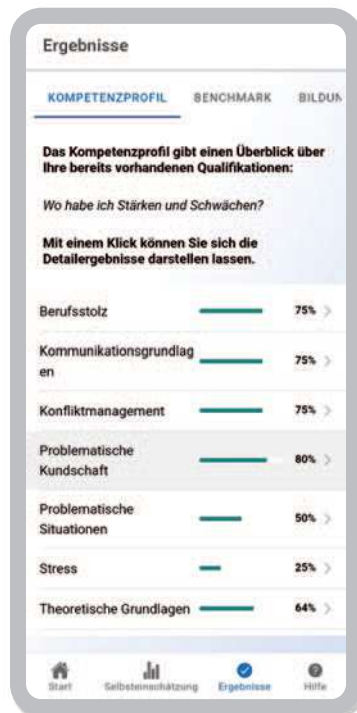 Ergebnisse
KOMPETENZPROFIL BENCHMARK BILDUN
Das Kompetenzprofil gibt einen Überblick über
Ihre bereits vorhandenen Qualifikationen:
Wo habe ich Stärken und Schwächen?
Mit einem Klick können Sie sich die
Detailergebnisse darstellen lassen.
Berufsstolz 75%
Kommunikationsgrundlag
en 75%
Konfliktmanagement 75%
Problematische
Kundschaft 80%
Problematische
Situationen 50%
Stress 25%
Theoretische Grundlagen 64%
Start Selbsteinschätzung Ergebnisse Hilfe